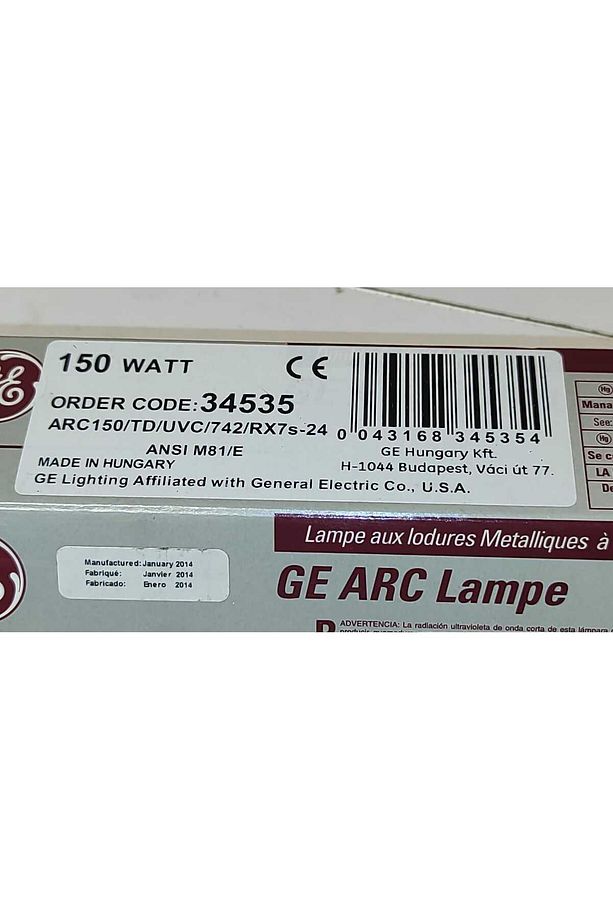 150 WATT
CE
ORDER CODE: 34535
ARC150/TD/UVC/742/RX7s-24
ANSI M81/E
MADE IN HUNGARY
GE Lighting Affiliated with General Electric Co., U.S.A.
0 043168 345354
GE Hungary Kft.
H-1044 Budapest, Váci út 77.
Hg
Mana
See:
Hg
Se c
LA
De
Manufactured: January 2014
Fabriqué: Janvier 2014
Fabricado: Enero 2014
Lampe aux Iodures Metalliques à
GE ARC Lampe
ADVERTENCIA: La radiación ultravioleta de onda corta de esta lámpara